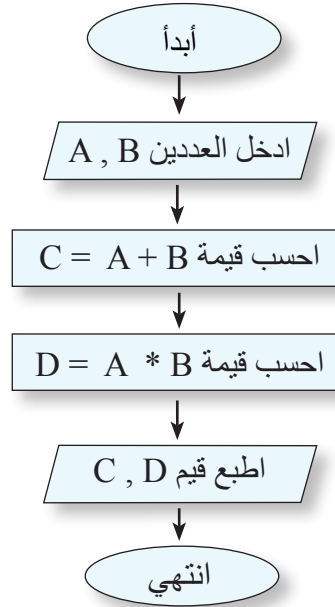 أبدأ
ادخل العددين A , B
احسب قيمة C = A + B
احسب قيمة D = A * B
اطبع قيم C , D
انتهي